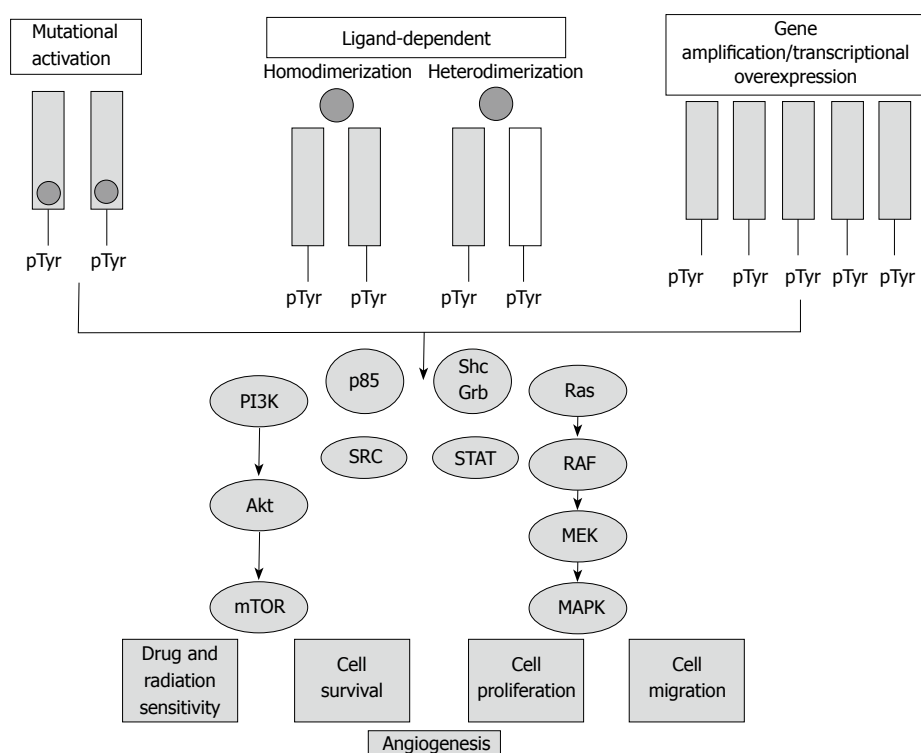 Mutational
activation
Ligand-dependent
Gene
amplification/transcriptional
overexpression
Homodimerization
Heterodimerization
pTyr
pTyr
pTyr
pTyr
pTyr
pTyr
pTyr
pTyr
pTyr
pTyr
pTyr
PI3K
p85
Shc
Grb
Ras
SRC
STAT
RAF
Akt
MEK
mTOR
MAPK
Drug and
radiation
sensitivity
Cell
survival
Cell
proliferation
Cell
migration
Angiogenesis